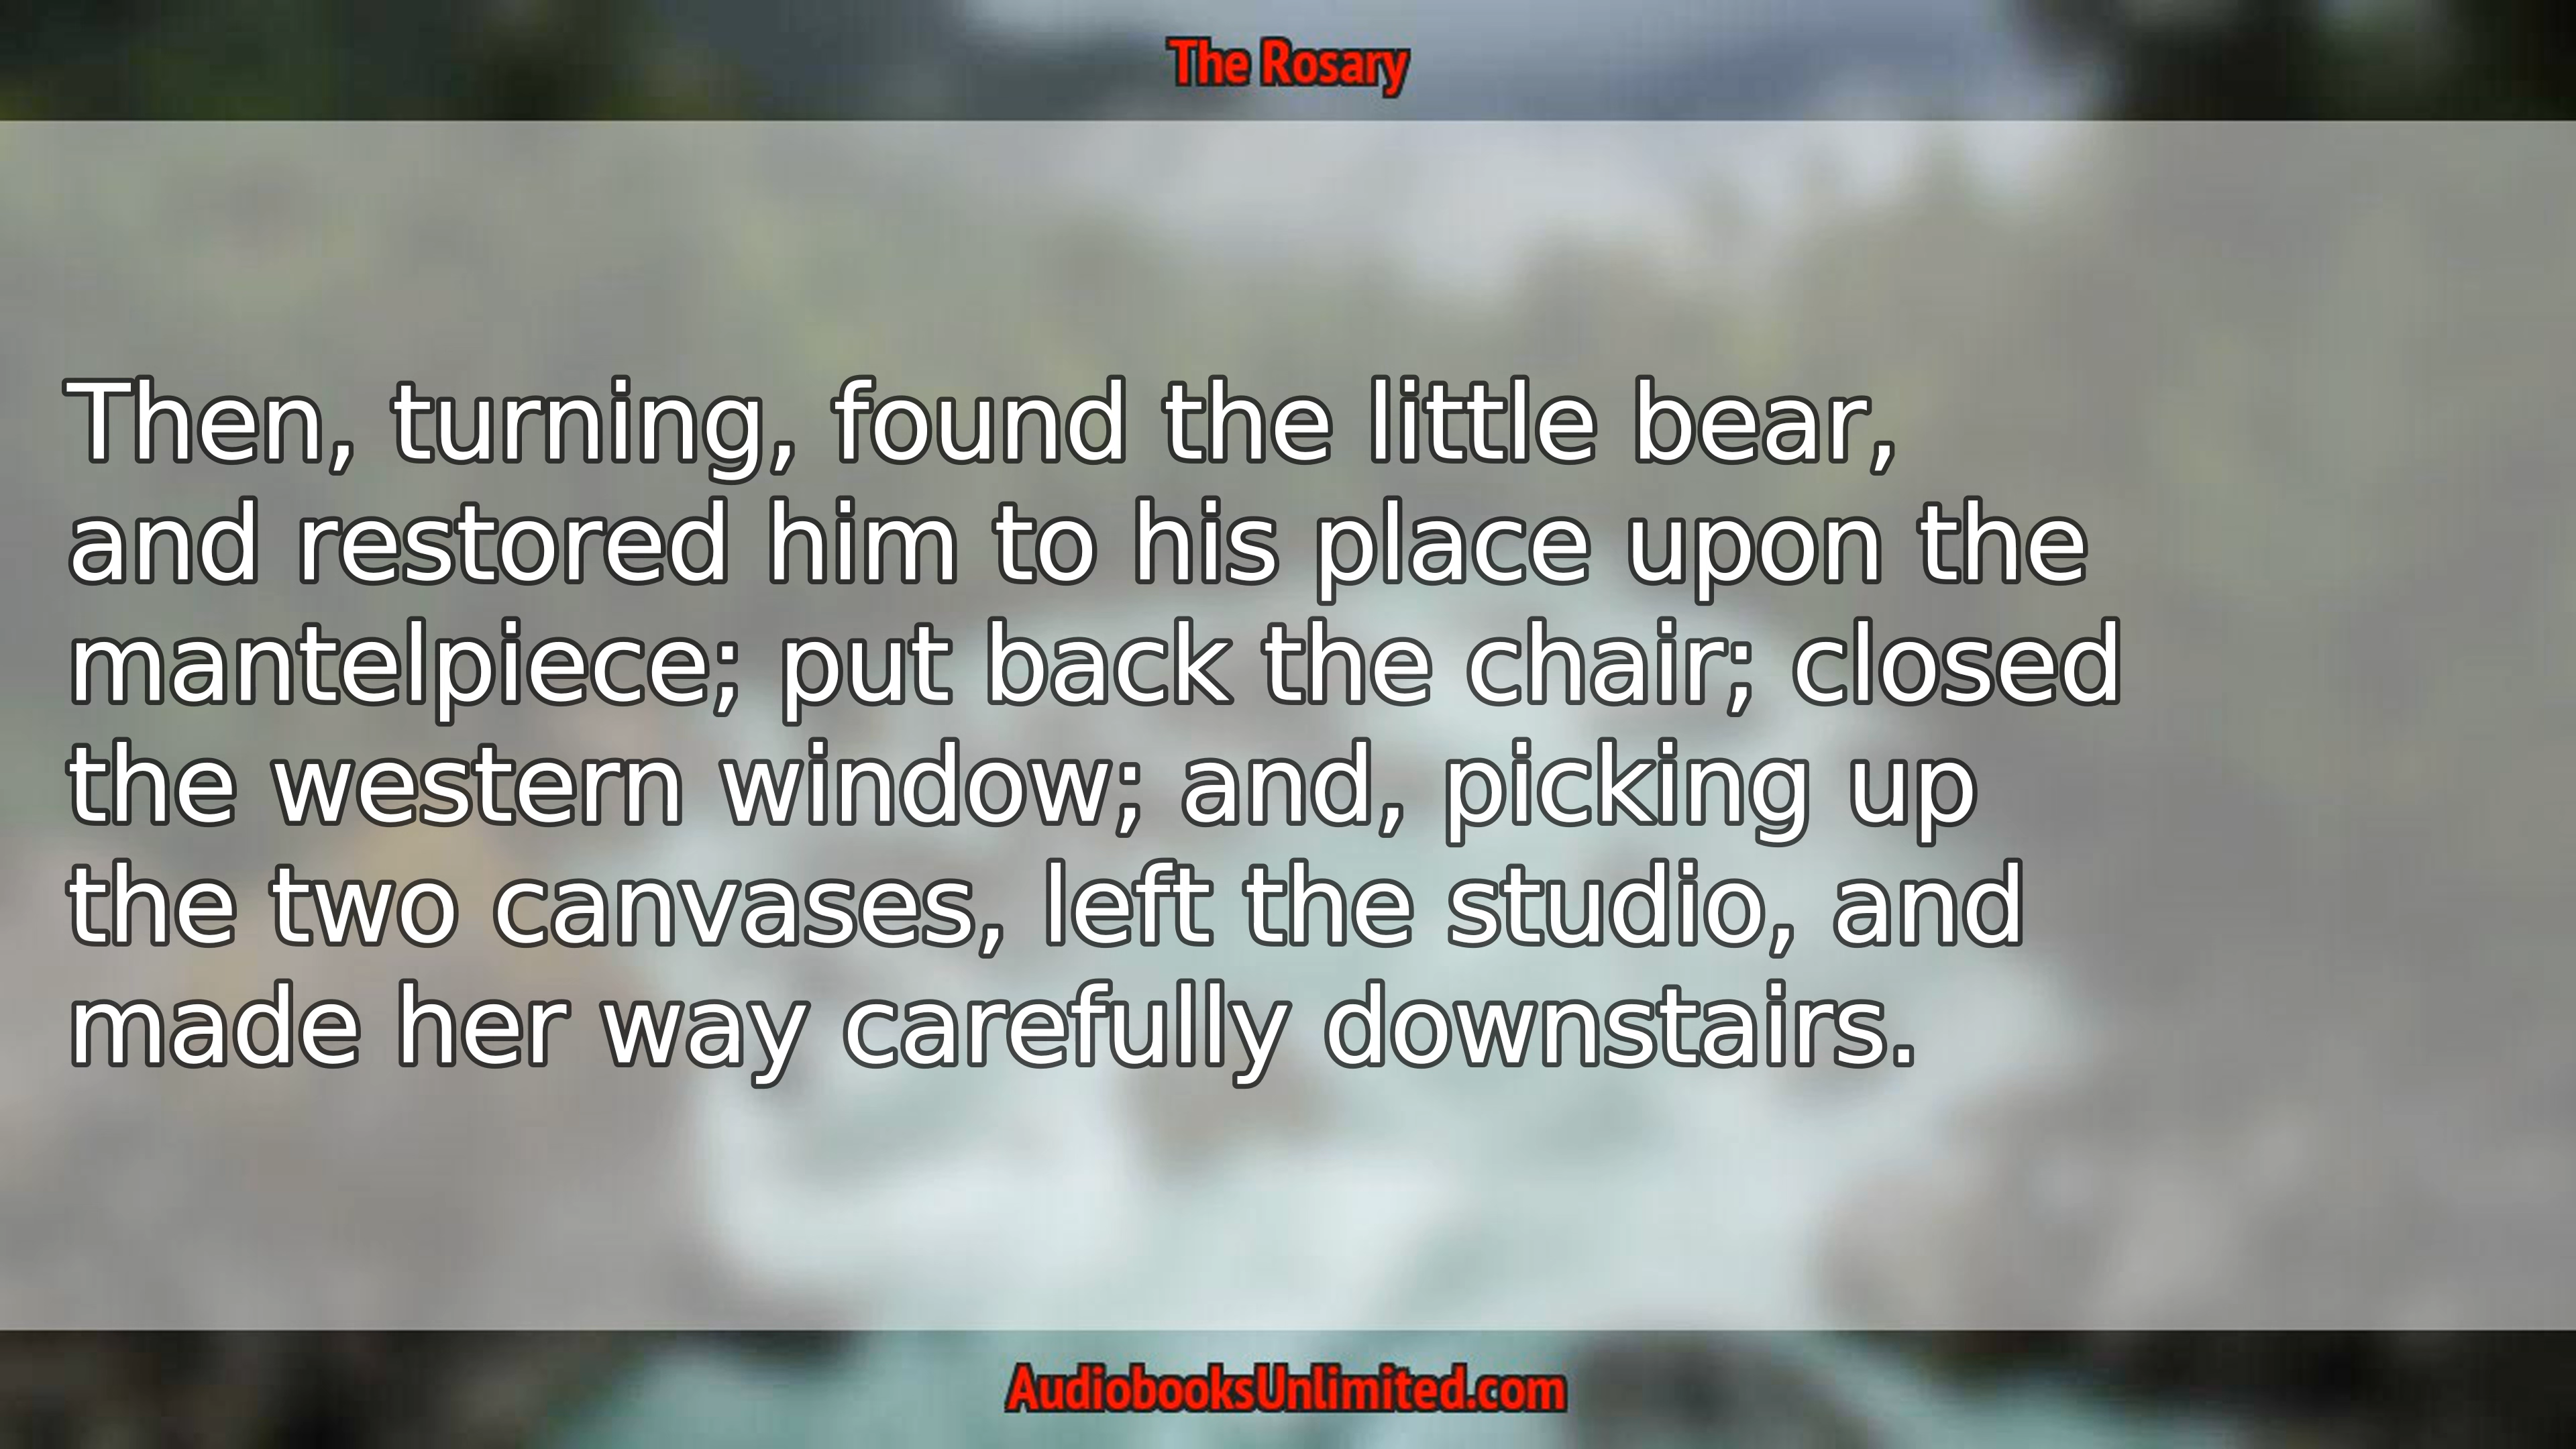 The Rosary
Then, turning, found the little bear,
and restored him to his place upon the
mantelpiece; put back the chair; closed
the western window; and, picking up
the two canvases, left the studio, and
made her way carefully downstairs.
AudiobooksUnlimited.com